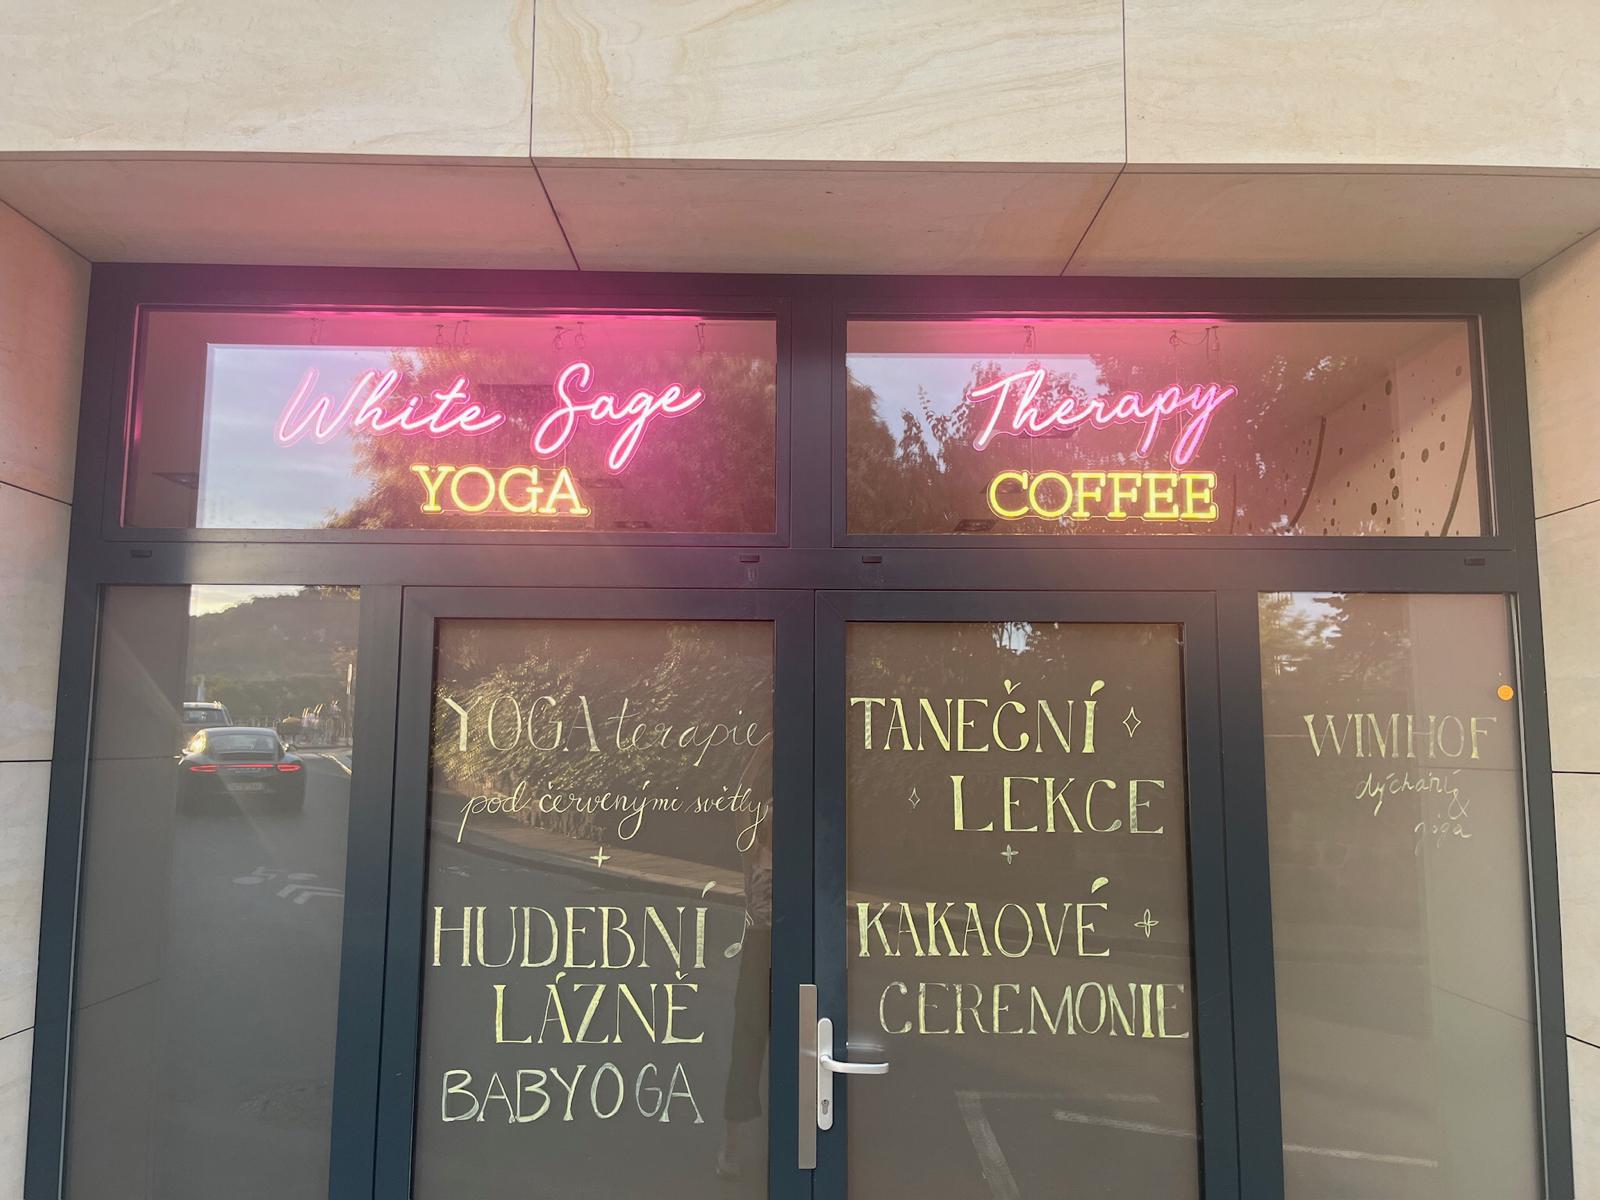 White Sage
YOGA
Therapy
COFFEE
YOGA terapie
pod červenými světly
HUDEBNÍ
LÁZNĚ
BABYOGA
TANEČNÍ
LEKCE
KAKAOVÉ
CEREMONIE
WIMHOF
dýchání
&
jóga